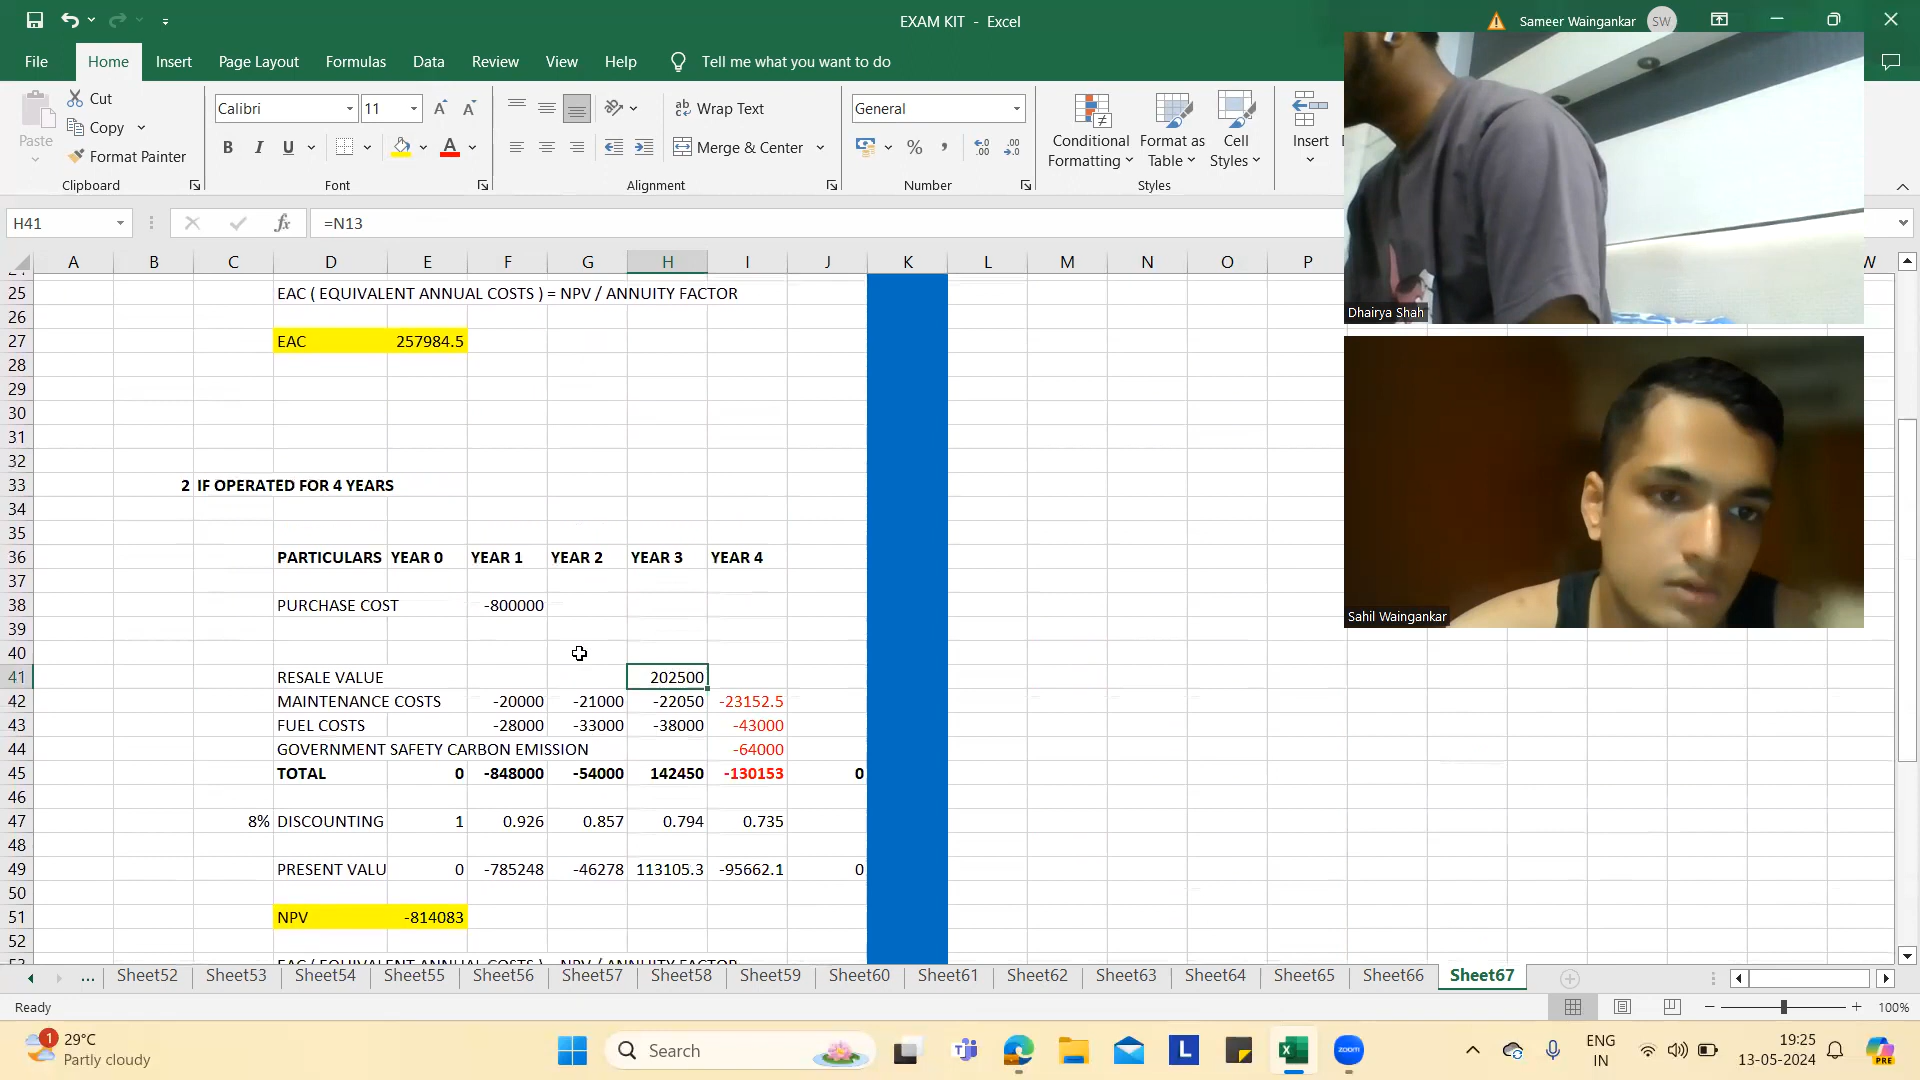 EXAM KIT - Excel
Sameer Waingankar SW
File Home Insert Page Layout Formulas Data Review View Help Tell me what you want to do
Paste
Cut
Copy
Format Painter
Clipboard
Calibri 11
B I U
Font
Wrap Text
Merge & Center
Alignment
General
Number
Conditional Formatting
Format as Table
Cell Styles
Styles
Insert
H41 fx =N13
A B C D E F G H I J K L M N O P W
25 EAC ( EQUIVALENT ANNUAL COSTS ) = NPV / ANNUITY FACTOR
26
27 EAC 257984.5
28
29
30
31
32
33 2 IF OPERATED FOR 4 YEARS
34
35
36 PARTICULARS YEAR 0 YEAR 1 YEAR 2 YEAR 3 YEAR 4
37
38 PURCHASE COST -800000
39
40
41 RESALE VALUE 202500
42 MAINTENANCE COSTS -20000 -21000 -22050 -23152.5
43 FUEL COSTS -28000 -33000 -38000 -43000
44 GOVERNMENT SAFETY CARBON EMISSION -64000
45 TOTAL 0 -848000 -54000 142450 -130153 0
46
47 8% DISCOUNTING 1 0.926 0.857 0.794 0.735
48
49 PRESENT VALU 0 -785248 -46278 113105.3 -95662.1 0
50
51 NPV -814083
52
Dhairya Shah
Sahil Waingankar
... Sheet52 Sheet53 Sheet54 Sheet55 Sheet56 Sheet57 Sheet58 Sheet59 Sheet60 Sheet61 Sheet62 Sheet63 Sheet64 Sheet65 Sheet66 Sheet67
Ready 100%
1 29°C
Partly cloudy
Search
L
zoom
ENG
IN
19:25
13-05-2024
PRE